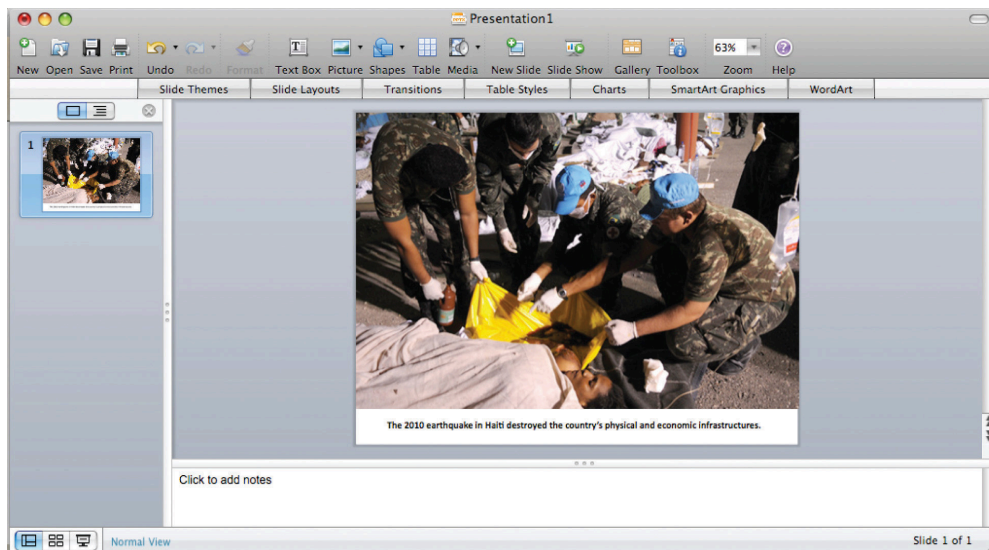 Presentation1
New Open Save Print Undo Redo Format Text Box Picture Shapes Table Media New Slide Slide Show Gallery Toolbox 63% Zoom Help
Slide Themes Slide Layouts Transitions Table Styles Charts SmartArt Graphics WordArt
1
The 2010 earthquake in Haiti destroyed the country's physical and economic infrastructures.
Click to add notes
Normal View Slide 1 of 1